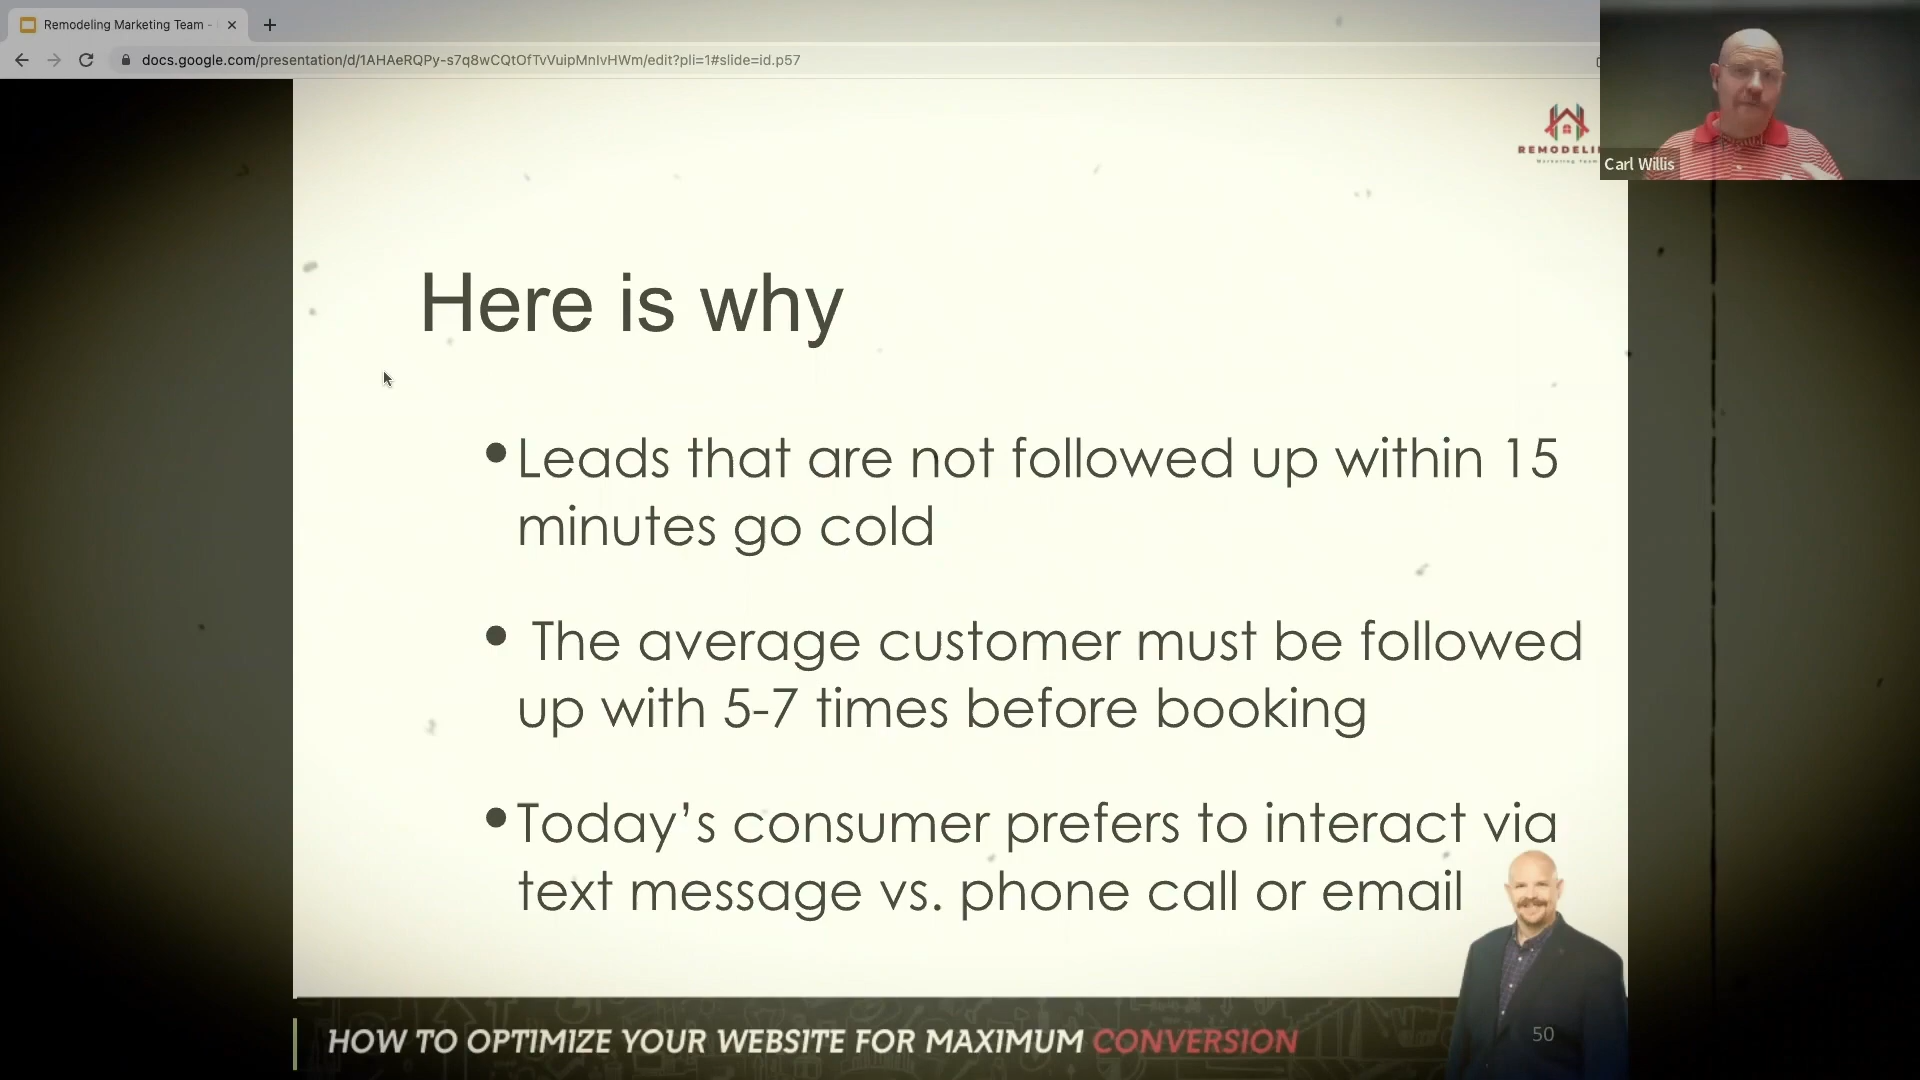 Remodeling Marketing Team -
docs.google.com/presentation/d/1AHAeRQPy-s7q8wCQtOfTvVuipMnIvHWm/edit?pli=1#slide=id.p57
REMODELI
Marketing Team
Carl Willis
Here is why
•Leads that are not followed up within 15
minutes go cold
• The average customer must be followed
up with 5-7 times before booking
•Today’s consumer prefers to interact via
text message vs. phone call or email
HOW TO OPTIMIZE YOUR WEBSITE FOR MAXIMUM CONVERSION
50